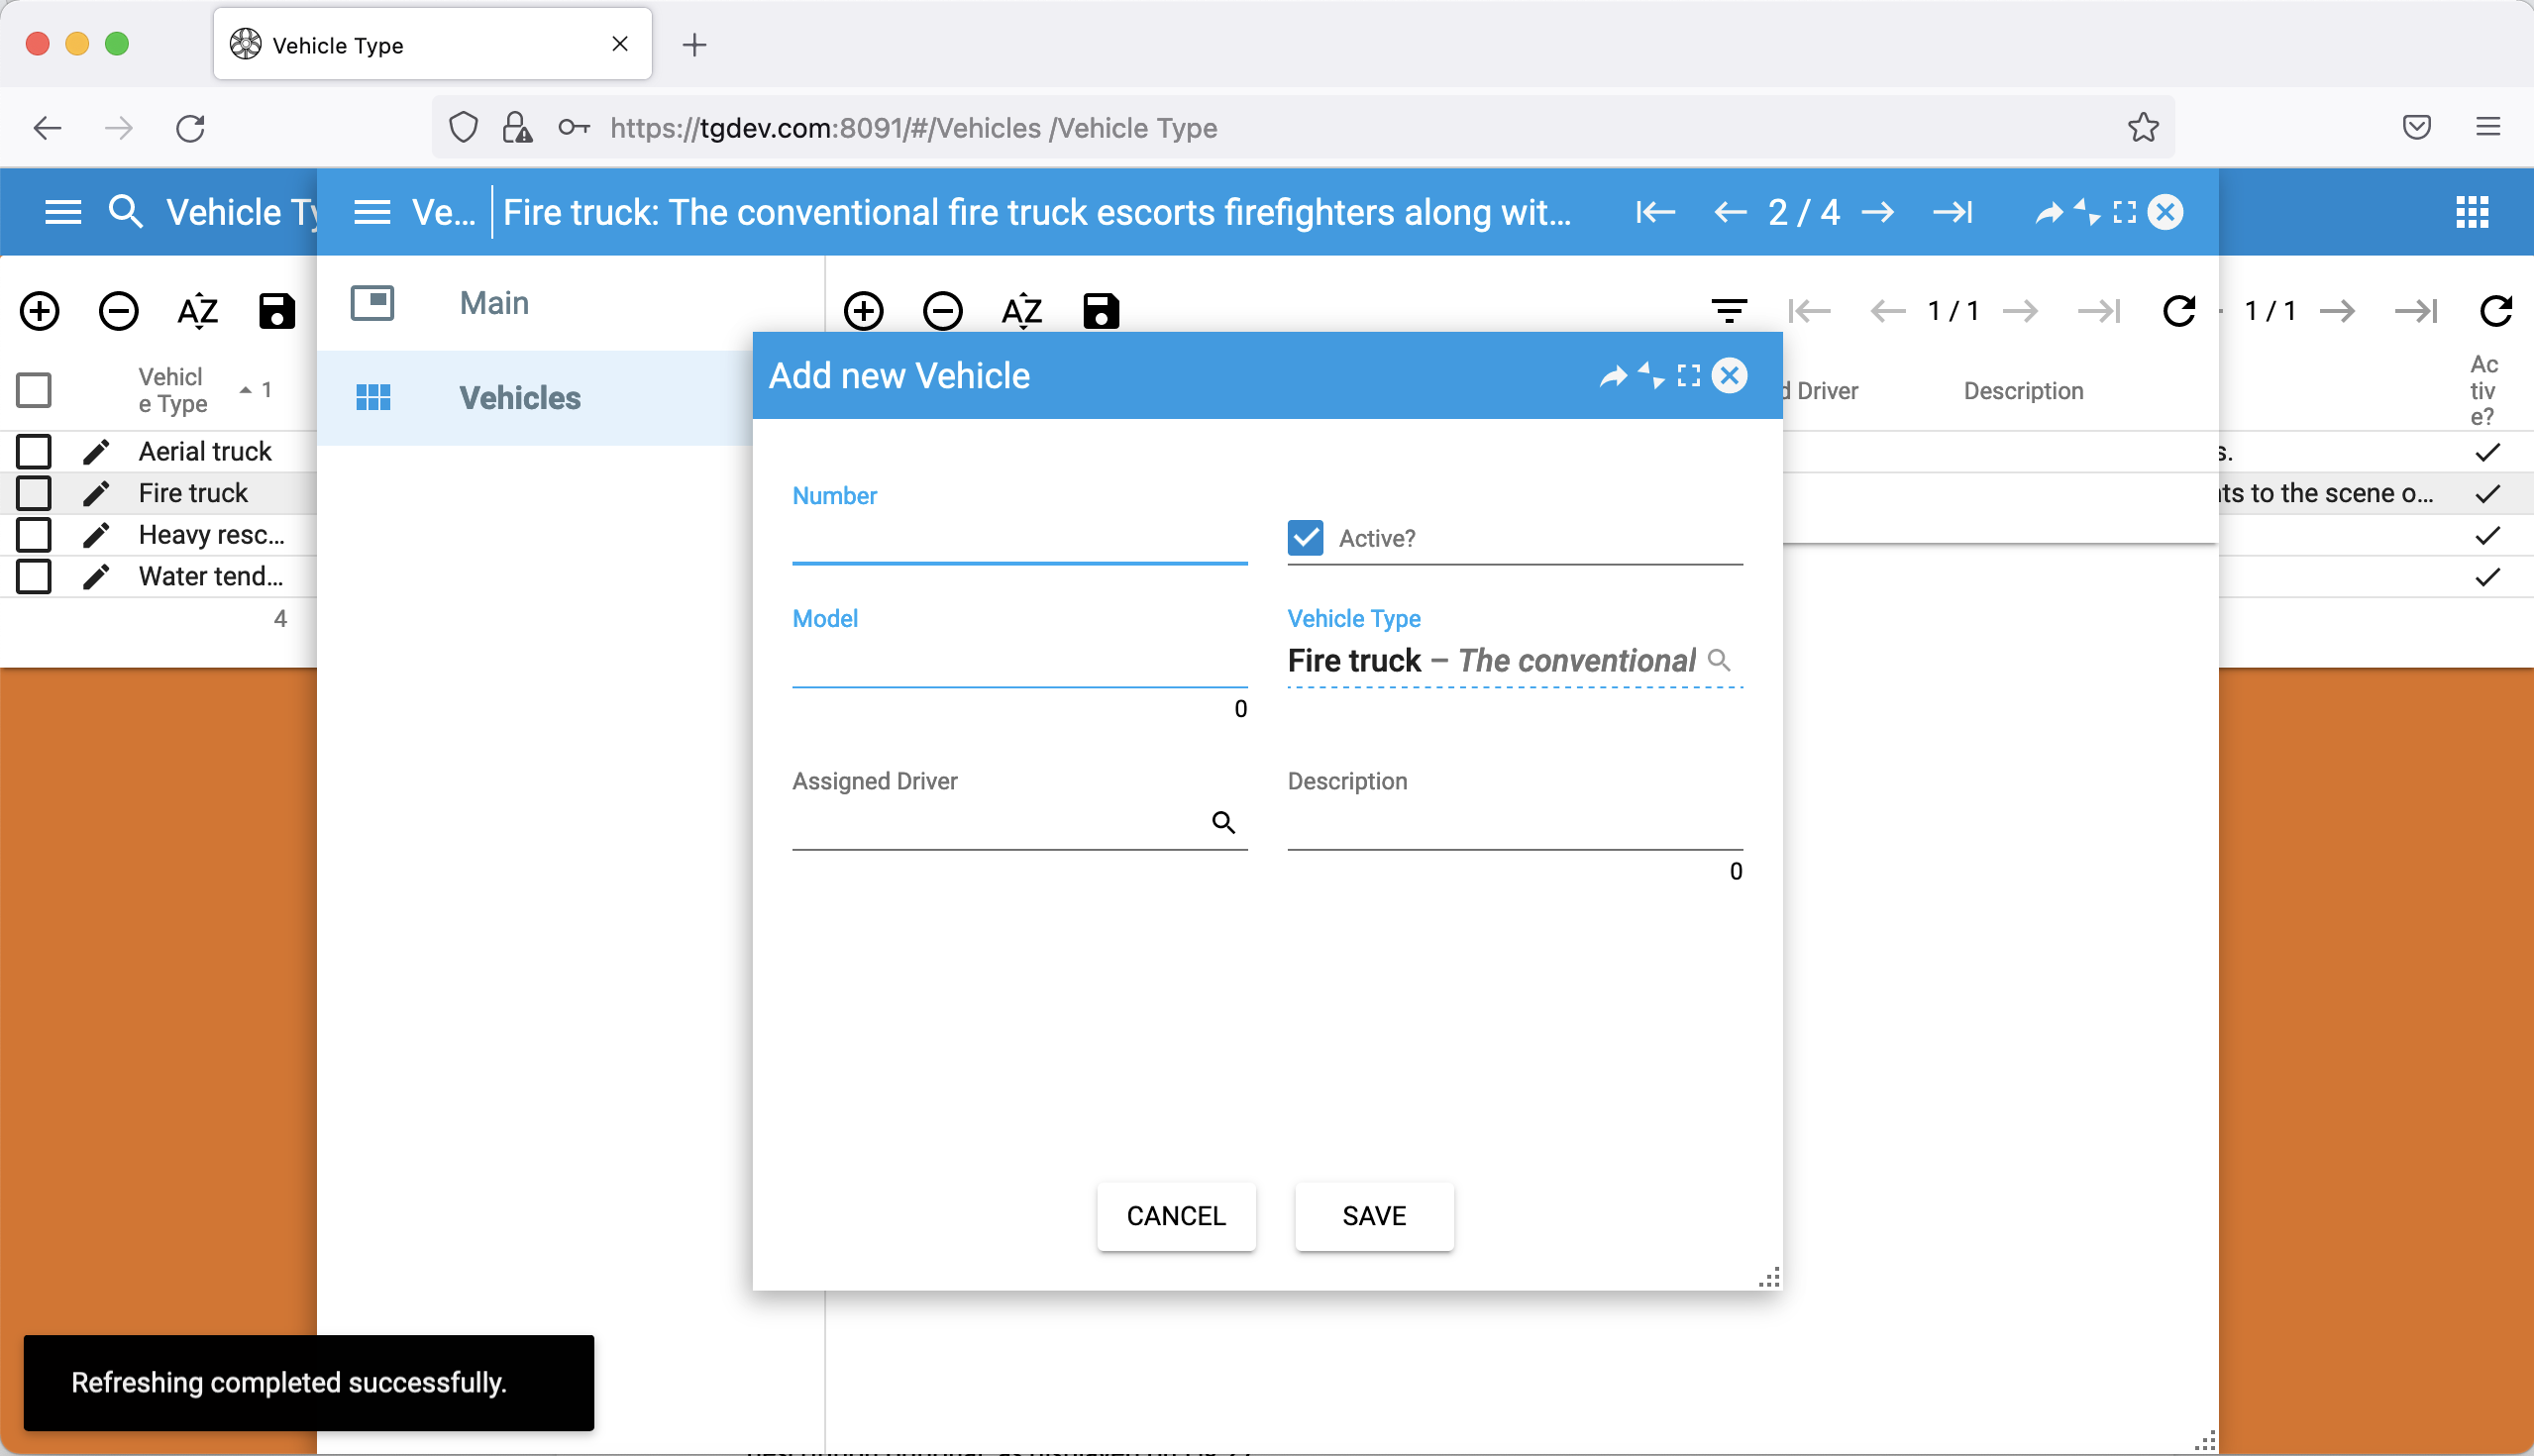 Vehicle Type
https://tgdev.com:8091/#/Vehicles /Vehicle Type
Vehicle Ty
Ve... Fire truck: The conventional fire truck escorts firefighters along wit... 2 / 4
AZ
Main
AZ
1 / 1
1 / 1
Vehicl
e Type
1
Vehicles
Add new Vehicle
d Driver
Description
Ac
tiv
e?
Aerial truck
s.
Fire truck
ts to the scene o...
Heavy resc...
Water tend...
4
Number
Active?
Model
Vehicle Type
Fire truck – The conventional
0
Assigned Driver
Description
0
CANCEL
SAVE
Refreshing completed successfully.